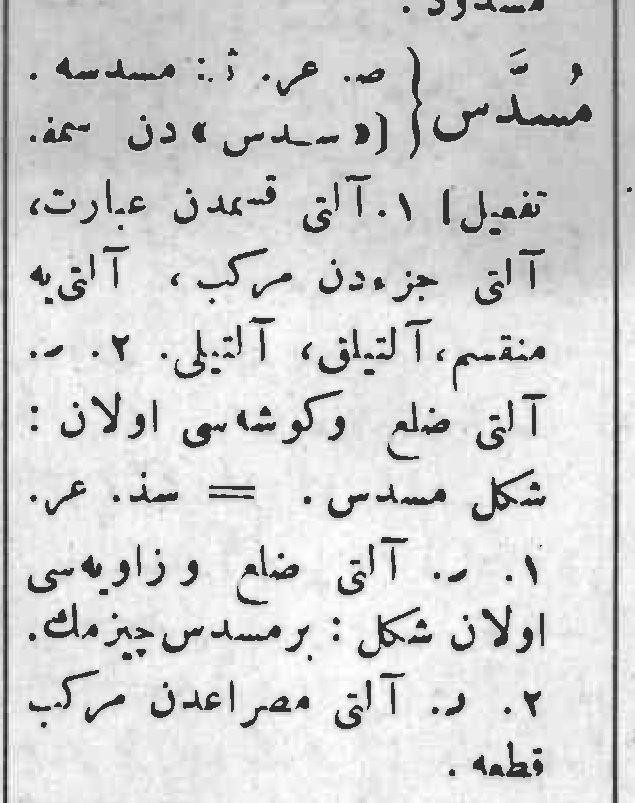 مسدود .
مُسدَّس { ص. عر. ث.: مسدسه .
[« سدس » دن سمفـ.
تفعيل] ١. آلتى قسمدن عبارت،
آلتى جزءدن مركب، آلتى‌يه
منقسم، آلتيلق، آلتيلى. ٢. ر.
آلتى ضلع وكوشه‌سى اولان :
شكل مسدس . = سذ. عر.
١. ر. آلتى ضلع و زاويه‌سى
اولان شكل : برمسدس چيزمك.
٢. ر. آلتى مصراعدن مركب
قطعه .